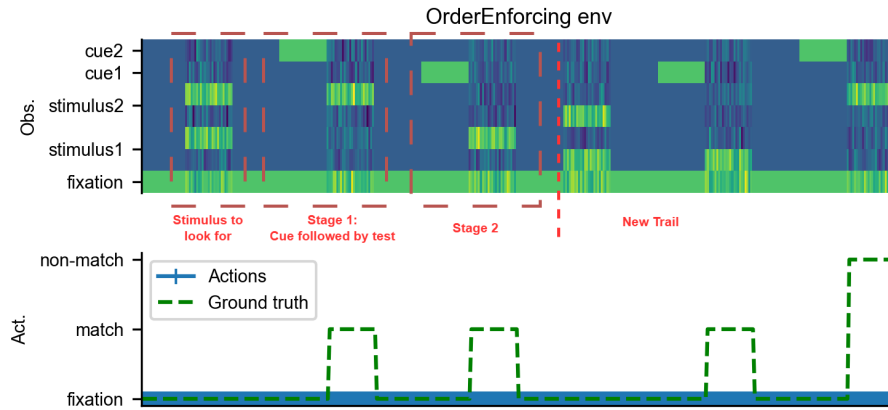 OrderEnforcing env
Obs.
cue2
cue1
stimulus2
stimulus1
fixation
Stimulus to
look for
Stage 1:
Cue followed by test
Stage 2
New Trail
Act.
non-match
match
fixation
Actions
Ground truth